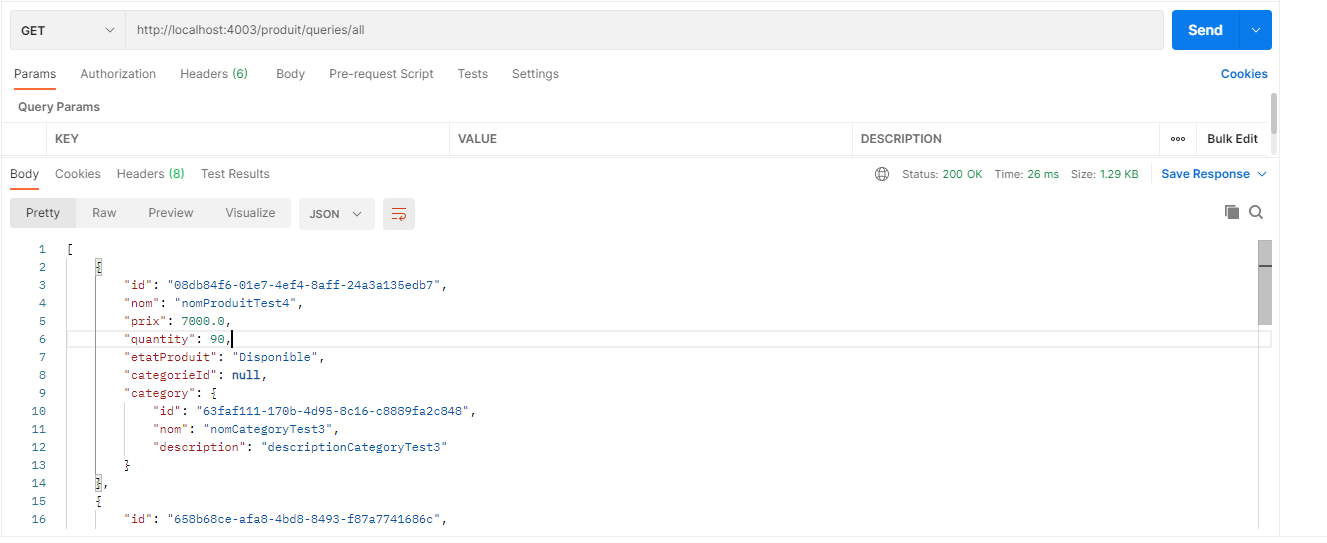 GET http://localhost:4003/produit/queries/all Send
Params Authorization Headers (6) Body Pre-request Script Tests Settings Cookies
Query Params
KEY VALUE DESCRIPTION ooo Bulk Edit
Body Cookies Headers (8) Test Results Status: 200 OK Time: 26 ms Size: 1.29 KB Save Response
Pretty Raw Preview Visualize JSON
1 [
2 {
3 "id": "08db84f6-01e7-4ef4-8aff-24a3a135edb7",
4 "nom": "nomProduitTest4",
5 "prix": 7000.0,
6 "quantity": 90,
7 "etatProduit": "Disponible",
8 "categorieId": null,
9 "category": {
10 "id": "63faf111-170b-4d95-8c16-c8889fa2c848",
11 "nom": "nomCategoryTest3",
12 "description": "descriptionCategoryTest3"
13 }
14 },
15 {
16 "id": "658b68ce-afa8-4bd8-8493-f87a7741686c",